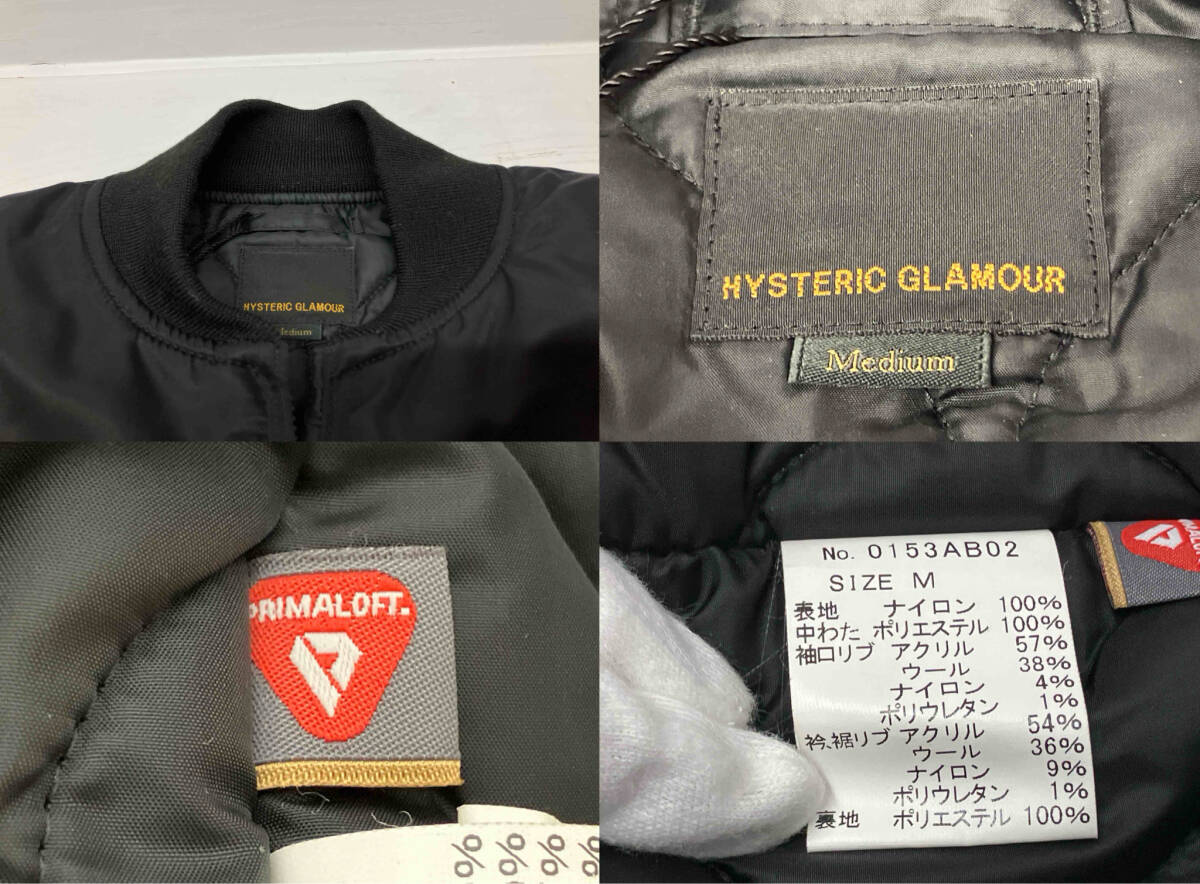 HYSTERIC GLAMOUR
edium
HYSTERIC GLAMOUR
Medium
PRIMALOFT.
% % %
No. 0153AB02
SIZE M
表地 ナイロン 100%
中わた ポリエステル 100%
袖口リブ アクリル 57%
ウール 38%
ナイロン 4%
ポリウレタン 1%
衿、裾リブ アクリル 54%
ウール 36%
ナイロン 9%
ポリウレタン 1%
裏地 ポリエステル 100%
IMALOFT.